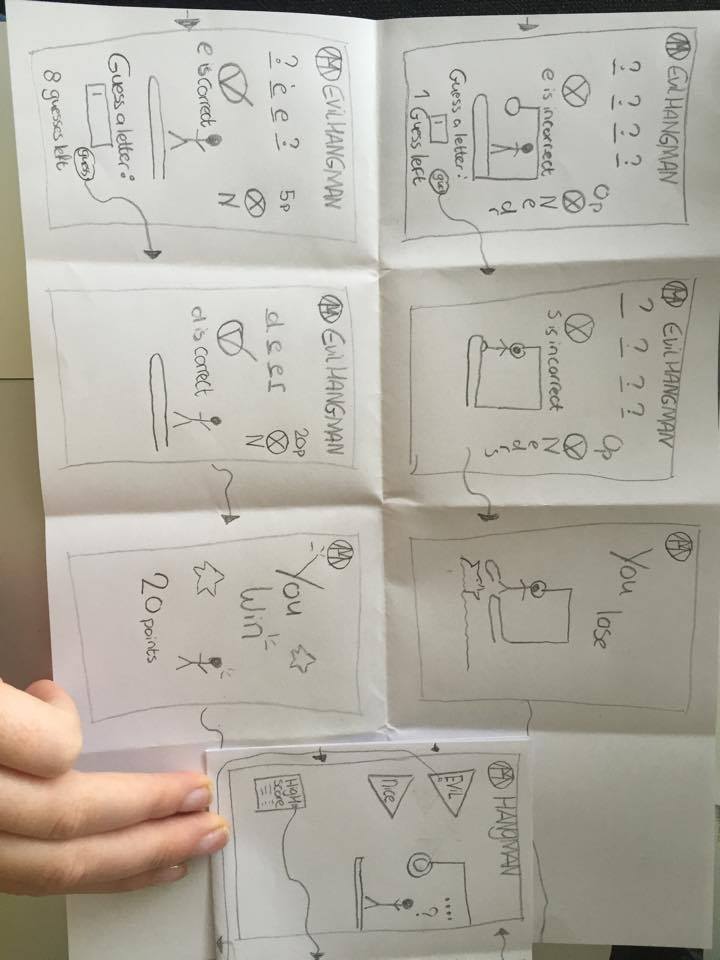 EVIL HANGMAN
? ? ? ?
0p
e is incorrect
N
e
d
r
Guess a letter:
1 Guess left
EVIL HANGMAN
? ? ? ?
0p
s is incorrect
N
e
d
r
s
You
lose
EVIL HANGMAN
? e e ?
5p
e is correct
N
Guess a letter:
guess
8 guesses left
EVIL HANGMAN
d e e r
20p
d is correct
N
You
Win
20 points
HANGMAN
EVIL
nice
....?
High
score